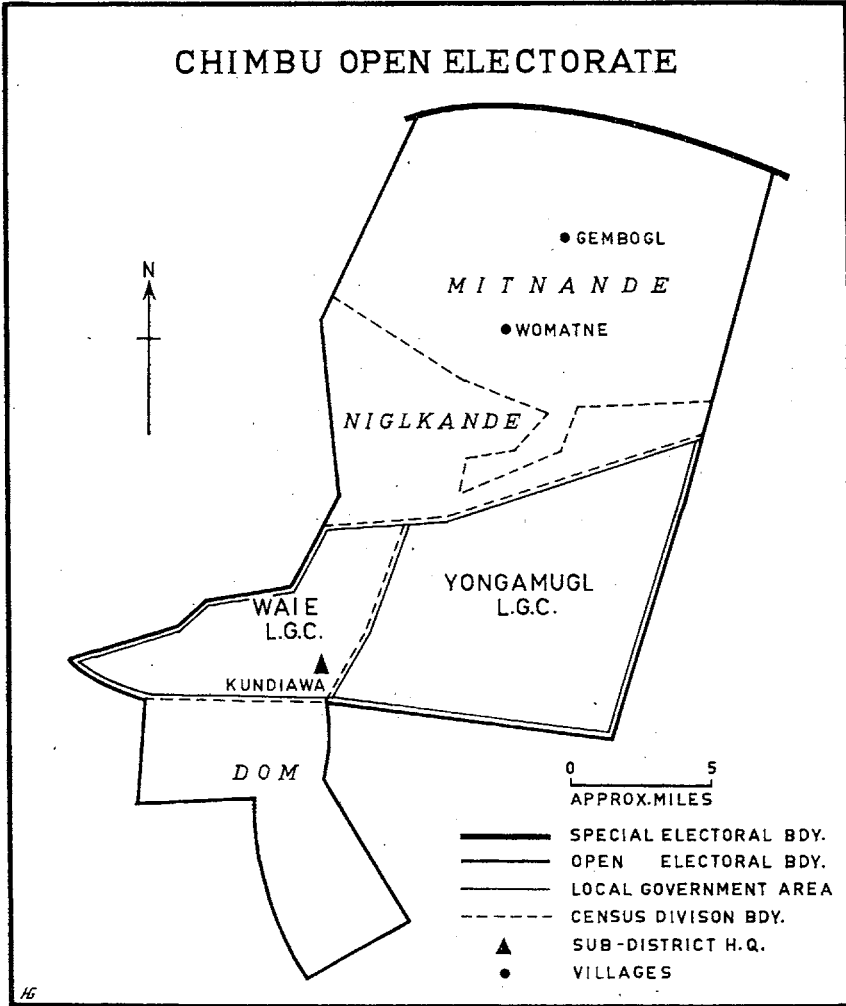 CHIMBU OPEN ELECTORATE
N
GEMBOGL
MITNANDE
WOMATNE
NIGLKANDE
YONGAMUGL
L.G.C.
WAIE
L.G.C.
KUNDIAWA
DOM
0 5
APPROX.MILES
SPECIAL ELECTORAL BDY.
OPEN ELECTORAL BDY.
LOCAL GOVERNMENT AREA
CENSUS DIVISON BDY.
SUB-DISTRICT H.Q.
VILLAGES
HG